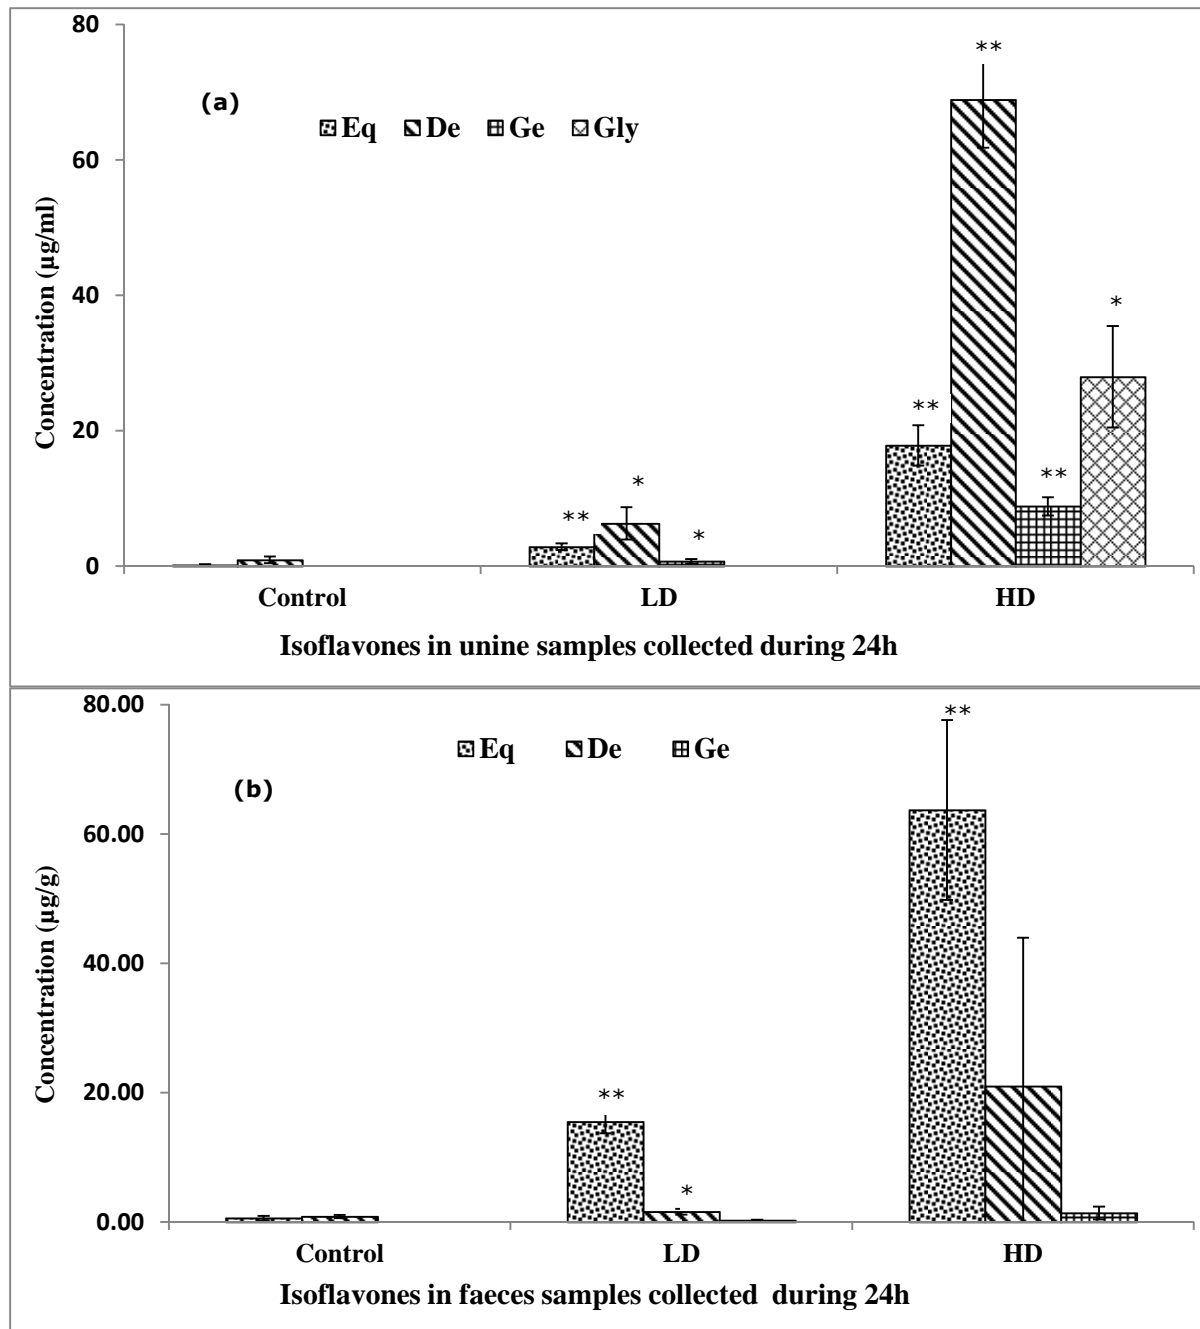 80
**
(a)
Eq De Ge Gly
60
Concentration (µg/ml)
40
*
**
20
**
*
** *
0
Control LD HD
Isoflavones in unine samples collected during 24h
80.00
**
Eq De Ge
(b)
60.00
Concentration (µg/g)
40.00
20.00
**
*
0.00
Control LD HD
Isoflavones in faeces samples collected during 24h